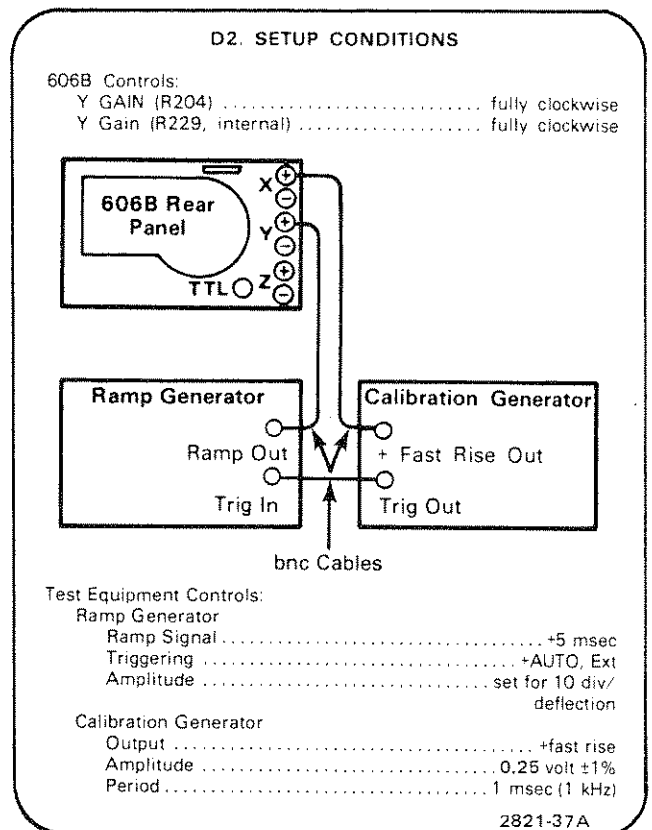 D2. SETUP CONDITIONS
606B Controls:
Y GAIN (R204) ............................ fully clockwise
Y Gain (R229, internal) ................... fully clockwise
X + −
606B Rear Panel
Y + −
TTL Z + −
Ramp Generator
Calibration Generator
Ramp Out
+ Fast Rise Out
Trig In
Trig Out
bnc Cables
Test Equipment Controls:
Ramp Generator
Ramp Signal ................................. +5 msec
Triggering ................................ +AUTO, Ext
Amplitude ............................. set for 10 div/
deflection
Calibration Generator
Output ..................................... +fast rise
Amplitude .............................. 0.25 volt ±1%
Period ................................. 1 msec (1 kHz)
2821-37A